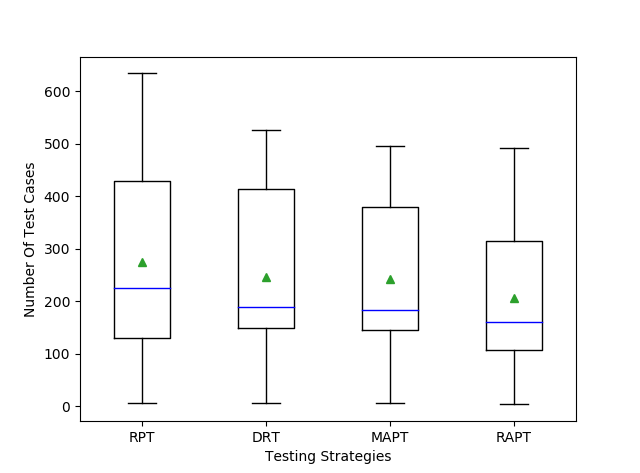 Number Of Test Cases
600
500
400
300
200
100
0
RPT DRT MAPT RAPT
Testing Strategies